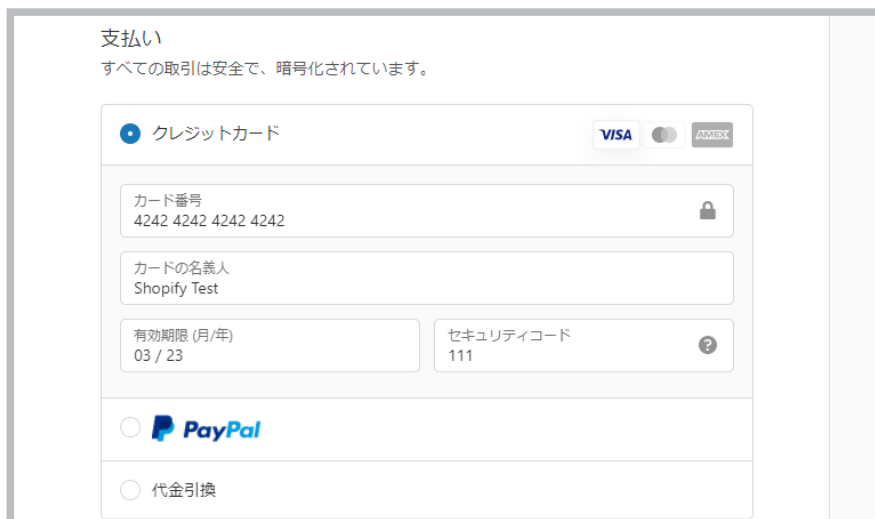 支払い
すべての取引は安全で、暗号化されています。
クレジットカード
VISA
AMEX
カード番号
4242 4242 4242 4242
カードの名義人
Shopify Test
有効期限 (月/年)
03 / 23
セキュリティコード
111
PayPal
代金引換